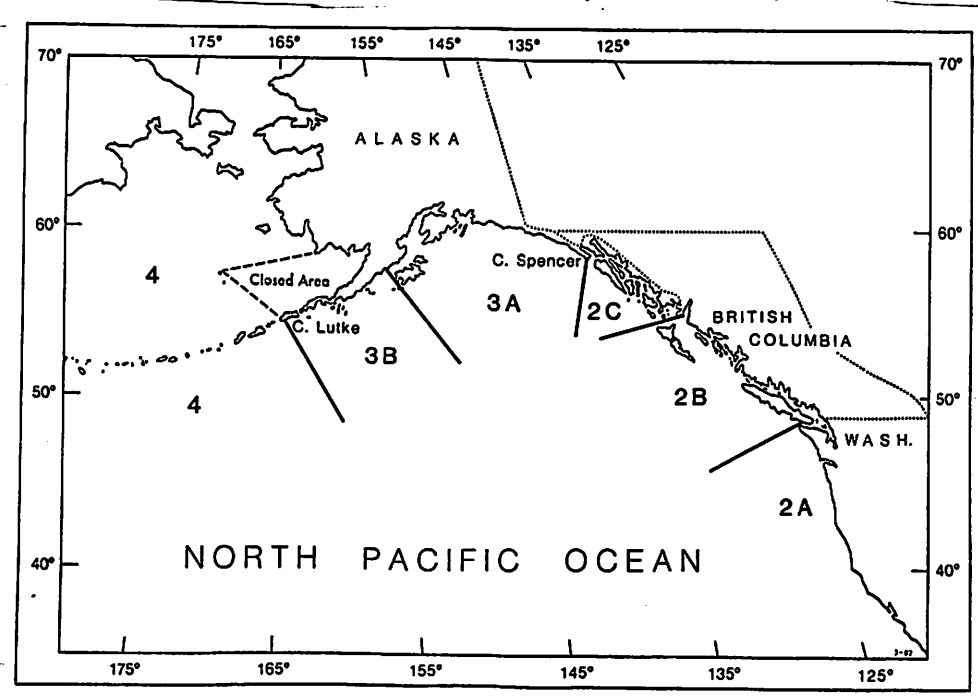 175° 165° 155° 145° 135° 125°
70° 70°
ALASKA
60° 60°
C. Spencer
4 Closed Area
3A 2C BRITISH
C. Lutke COLUMBIA
3B
50° 4 2B 50°
WASH.
2A
NORTH PACIFIC OCEAN
40° 40°
3-82
175° 165° 155° 145° 135° 125°